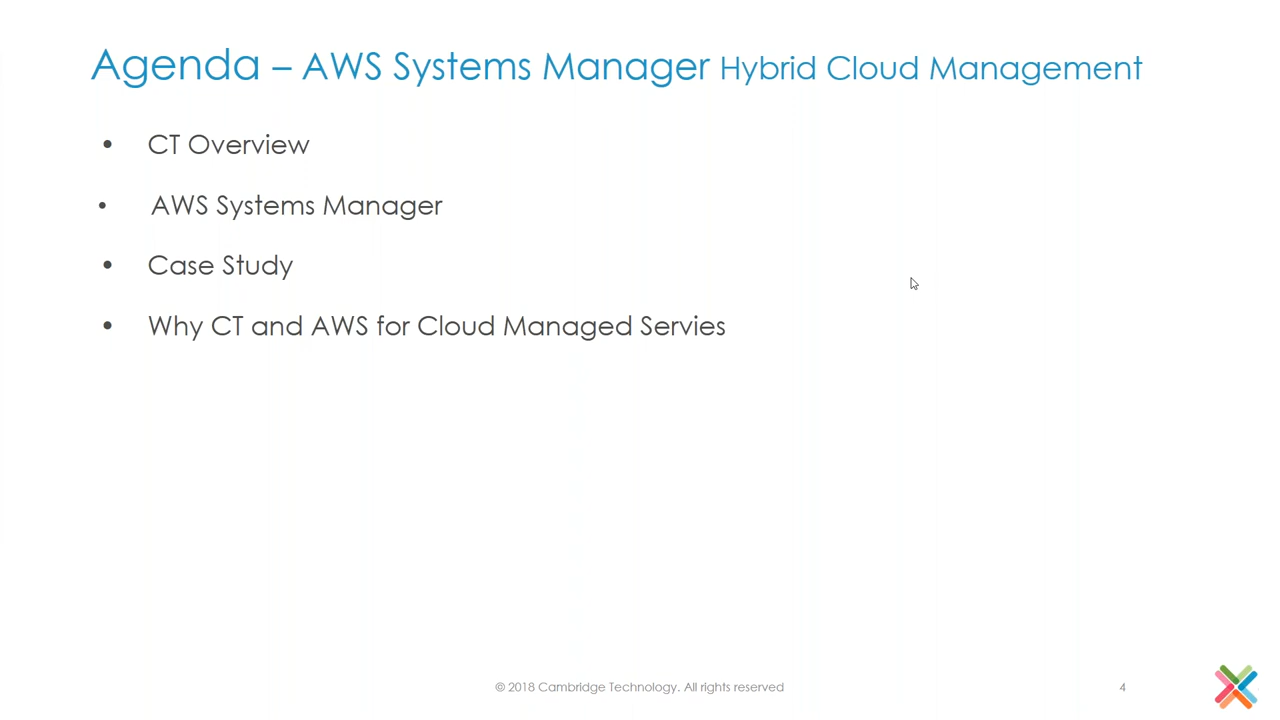 Agenda – AWS Systems Manager Hybrid Cloud Management
• CT Overview
• AWS Systems Manager
• Case Study
• Why CT and AWS for Cloud Managed Servies
© 2018 Cambridge Technology. All rights reserved
4